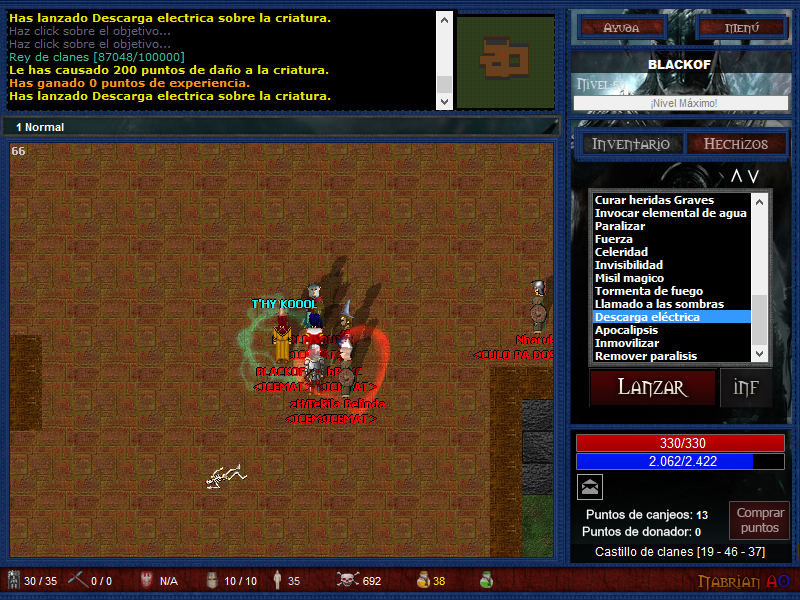 Has lanzado Descarga electrica sobre la criatura.
Haz click sobre el objetivo...
Haz click sobre el objetivo...
Rey de clanes [87048/100000]
Le has causado 200 puntos de daño a la criatura.
Has ganado 0 puntos de experiencia.
Has lanzado Descarga electrica sobre la criatura.
Ayuda
Menú
BLACKOF
Nivel
¡Nivel Máximo!
1 Normal
Inventario
Hechizos
66
Curar heridas Graves
Invocar elemental de agua
Paralizar
Fuerza
Celeridad
Invisibilidad
Misil magico
Tormenta de fuego
Llamado a las sombras
Descarga eléctrica
Apocalipsis
Inmovilizar
Remover paralisis
Lanzar
INF
T'HY KOOOL
BLACKOF
330/330
2.062/2.422
Puntos de canjeos: 13
Puntos de donador: 0
Comprar puntos
Castillo de clanes [19 - 46 - 37]
30 / 35
0 / 0
N/A
10 / 10
35
692
38
Nabrian AO